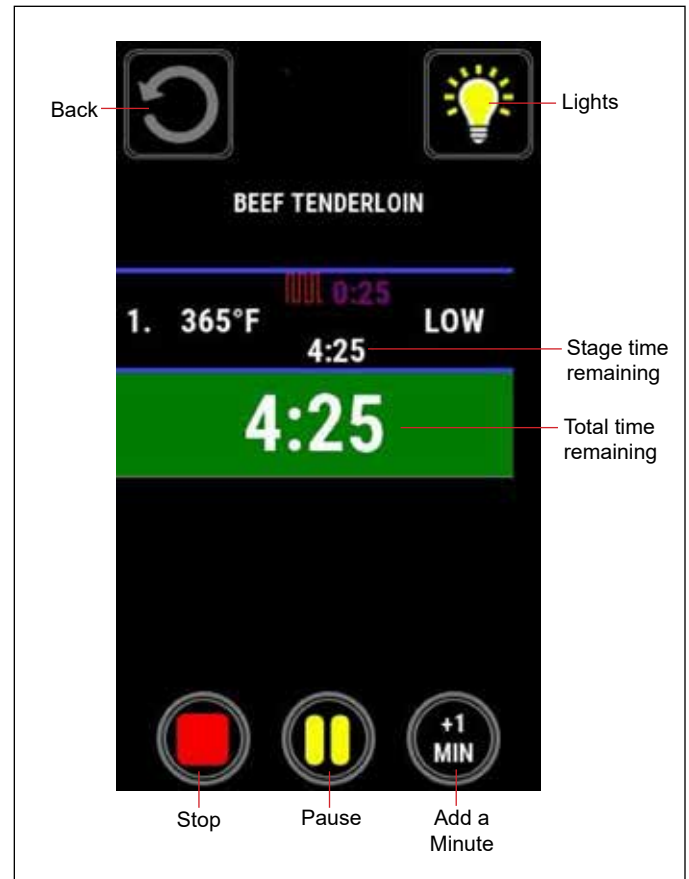 Back
Lights
BEEF TENDERLOIN
0:25
1. 365°F LOW
4:25
Stage time
remaining
4:25
Total time
remaining
+1
MIN
Stop
Pause
Add a
Minute